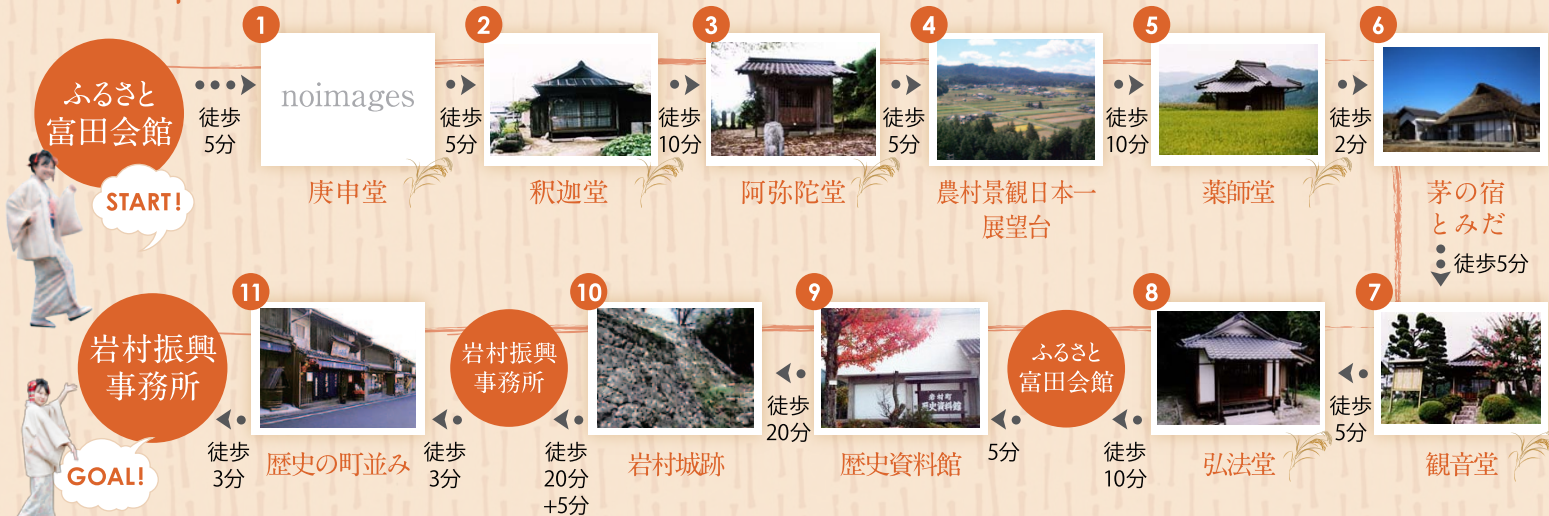 ふるさと
富田会館
START!
徒歩
5分
1
noimages
庚申堂
徒歩
5分
2
釈迦堂
徒歩
10分
3
阿弥陀堂
徒歩
5分
4
農村景観日本一
展望台
徒歩
10分
5
薬師堂
徒歩
2分
6
茅の宿
とみだ
徒歩5分
7
観音堂
徒歩
5分
8
弘法堂
徒歩
10分
ふるさと
富田会館
5分
9
岩村町
歴史資料館
歴史資料館
徒歩
20分
10
岩村城跡
徒歩
20分
+5分
岩村振興
事務所
徒歩
3分
11
歴史の町並み
徒歩
3分
岩村振興
事務所
GOAL!